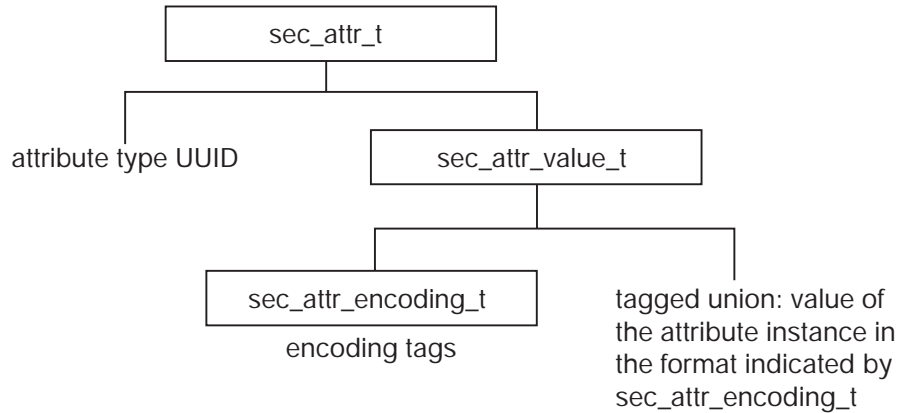 sec_attr_t
attribute type UUID
sec_attr_value_t
sec_attr_encoding_t
encoding tags
tagged union: value of
the attribute instance in
the format indicated by
sec_attr_encoding_t